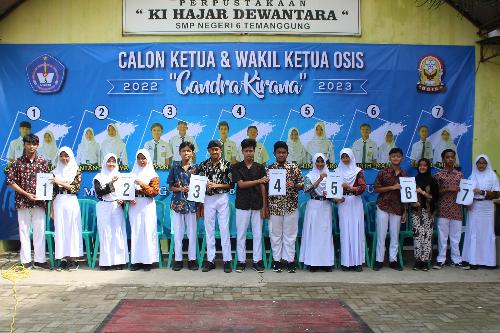 PERPUSTAKAAN
"KI HAJAR DEWANTARA"
SMP NEGERI 6 TEMANGGUNG
CALON KETUA & WAKIL KETUA OSIS
2022 "Candra Kirana" 2023
1 2 3 4 5 6 7
1 2 3 4 5 6 7